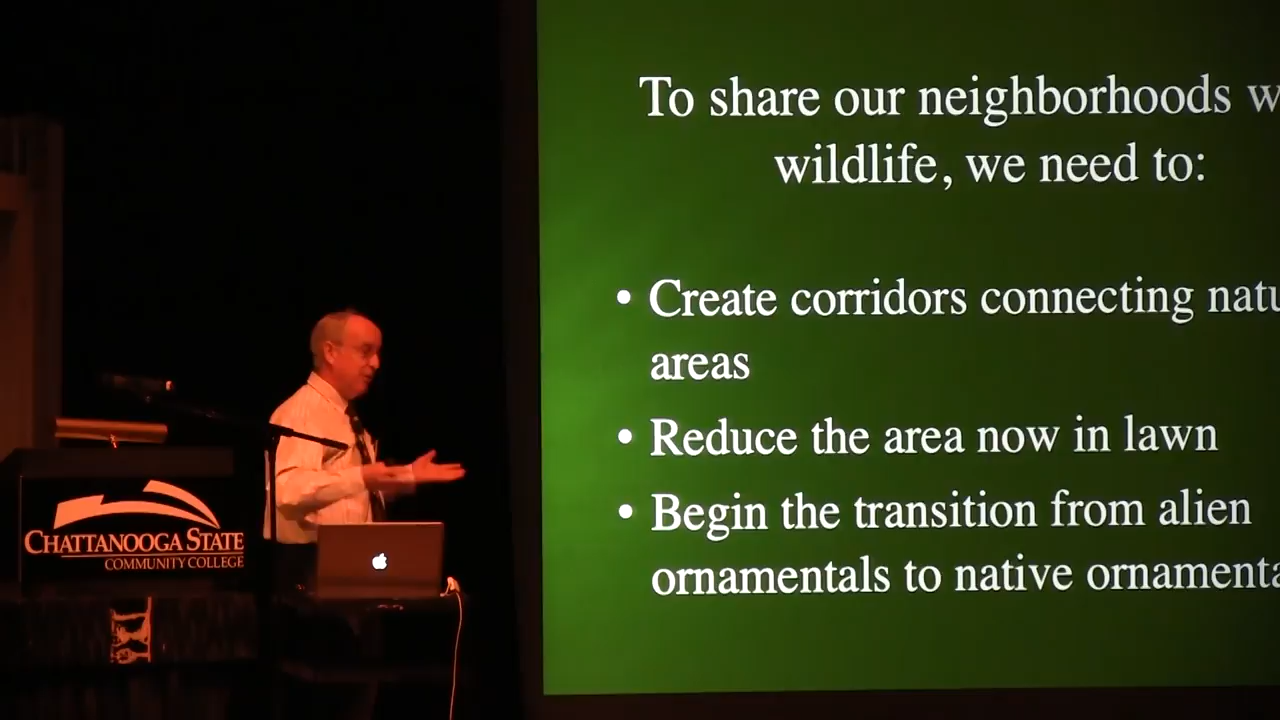 To share our neighborhoods w
wildlife, we need to:
• Create corridors connecting natu
areas
• Reduce the area now in lawn
• Begin the transition from alien
ornamentals to native ornamenta
CHATTANOOGA STATE
COMMUNITY COLLEGE